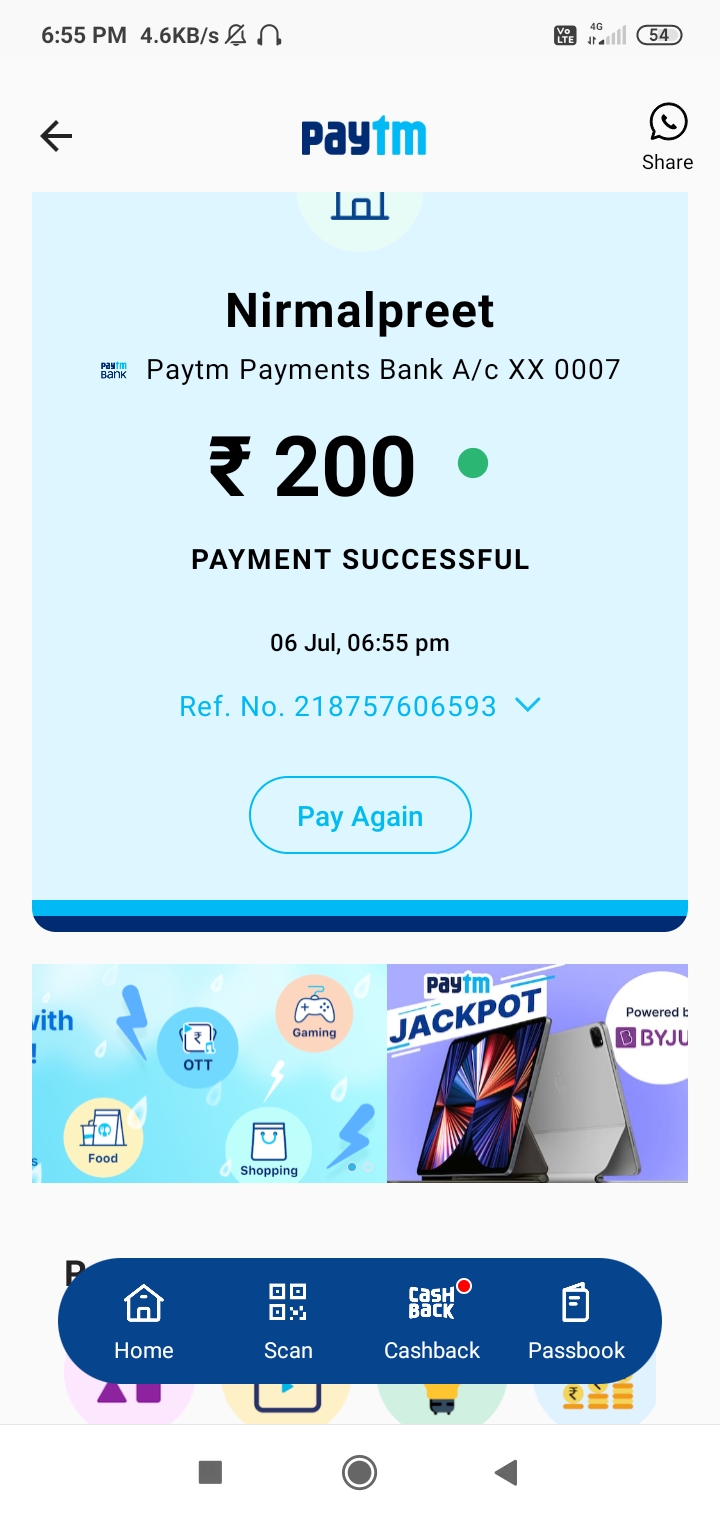 6:55 PM 4.6KB/s Vo LTE 4G 54
paytm
Share
Nirmalpreet
paytm BANK Paytm Payments Bank A/c XX 0007
₹ 200
PAYMENT SUCCESSFUL
06 Jul, 06:55 pm
Ref. No. 218757606593
Pay Again
with
!
OTT
Gaming
Food
Shopping
s
paytm
JACKPOT
Powered b
BYJU
Home
Scan
CASH BACK
Cashback
Passbook